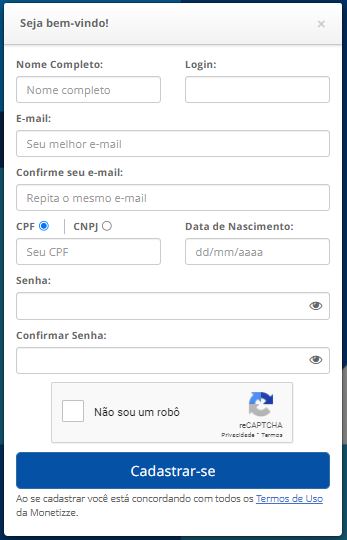 Seja bem-vindo! ×
Nome Completo: Login:
Nome completo
E-mail:
Seu melhor e-mail
Confirme seu e-mail:
Repita o mesmo e-mail
CPF CNPJ Data de Nascimento:
Seu CPF dd/mm/aaaa
Senha:
Confirmar Senha:
Não sou um robô
reCAPTCHA
Privacidade - Termos
Cadastrar-se
Ao se cadastrar você está concordando com todos os Termos de Uso
da Monetizze.